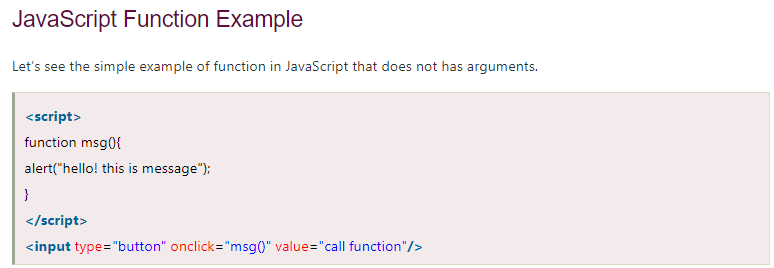 JavaScript Function Example
Let’s see the simple example of function in JavaScript that does not has arguments.
<script>
function msg(){
alert("hello! this is message");
}
</script>
<input type="button" onclick="msg()" value="call function"/>